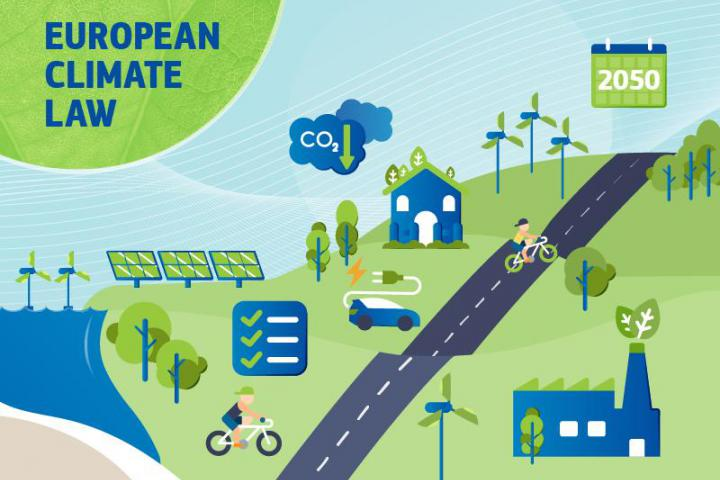 EUROPEAN
CLIMATE
LAW
2050
CO₂